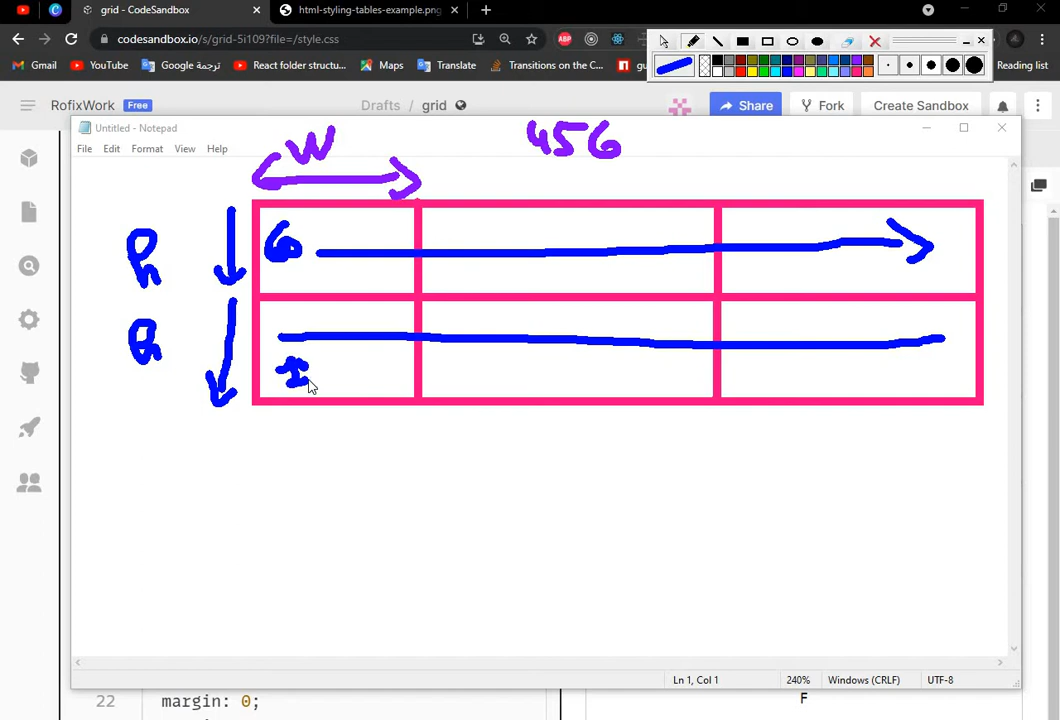 grid - CodeSandbox
html-styling-tables-example.png
codesandbox.io/s/grid-5i109?file=/style.css
Gmail
YouTube
ترجمة Google
Maps
React folder structu...
Translate
Transitions on the C...
Reading list
RofixWork
Free
Drafts / grid
Share
Fork
Create Sandbox
Untitled - Notepad
File Edit Format View Help
W
456
Ln 1, Col 1
240%
Windows (CRLF)
UTF-8
22 margin: 0;
F